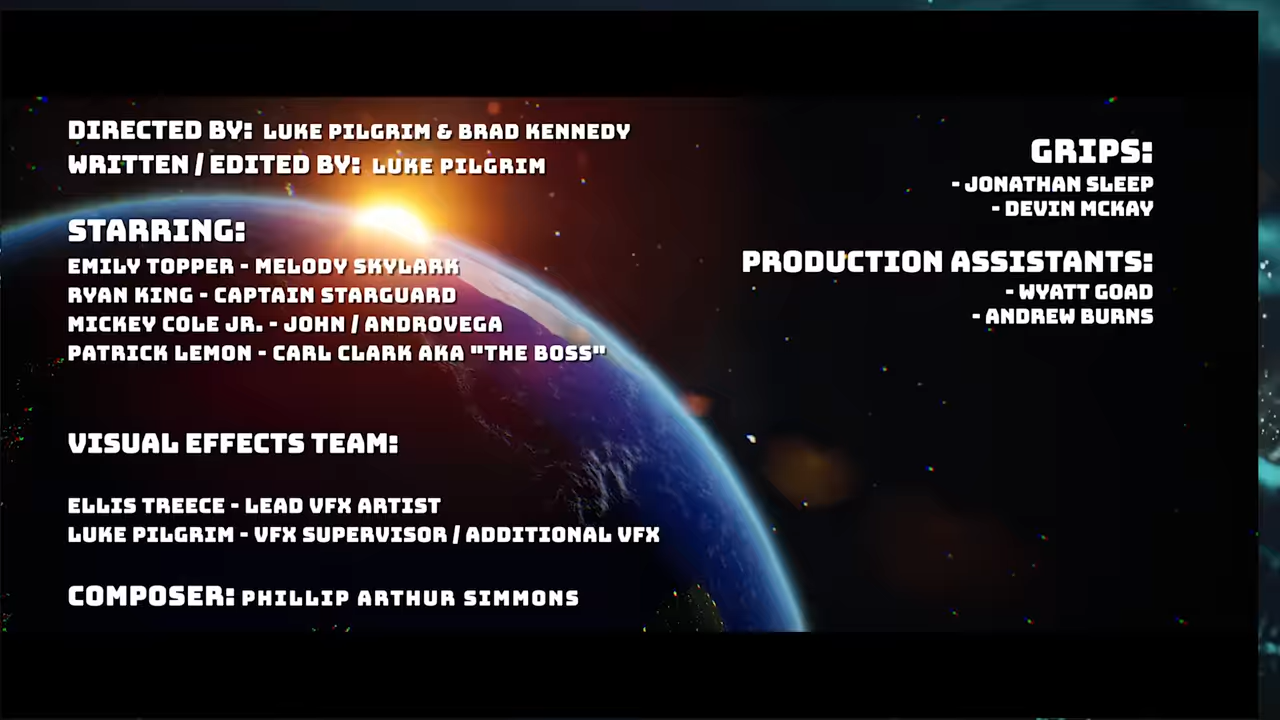 DIRECTED BY: LUKE PILGRIM & BRAD KENNEDY
WRITTEN / EDITED BY: LUKE PILGRIM
STARRING:
EMILY TOPPER - MELODY SKYLARK
RYAN KING - CAPTAIN STARGUARD
MICKEY COLE JR. - JOHN / ANDROVEGA
PATRICK LEMON - CARL CLARK AKA "THE BOSS"
VISUAL EFFECTS TEAM:
ELLIS TREECE - LEAD VFX ARTIST
LUKE PILGRIM - VFX SUPERVISOR / ADDITIONAL VFX
COMPOSER: PHILLIP ARTHUR SIMMONS
GRIPS:
- JONATHAN SLEEP
- DEVIN MCKAY
PRODUCTION ASSISTANTS:
- WYATT GOAD
- ANDREW BURNS